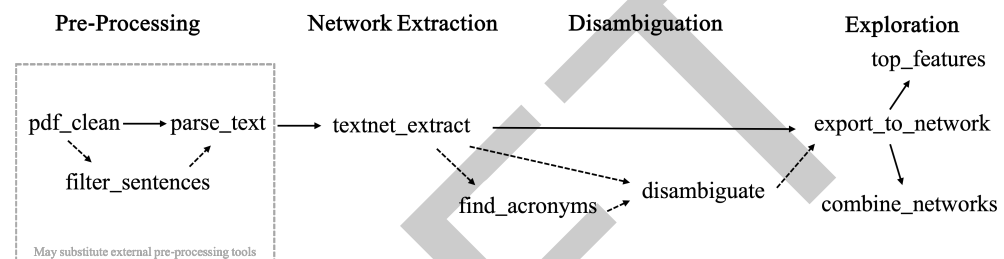 Pre-Processing Network Extraction Disambiguation Exploration
top_features
pdf_clean parse_text textnet_extract export_to_network
filter_sentences disambiguate
find_acronyms combine_networks
May substitute external pre-processing tools